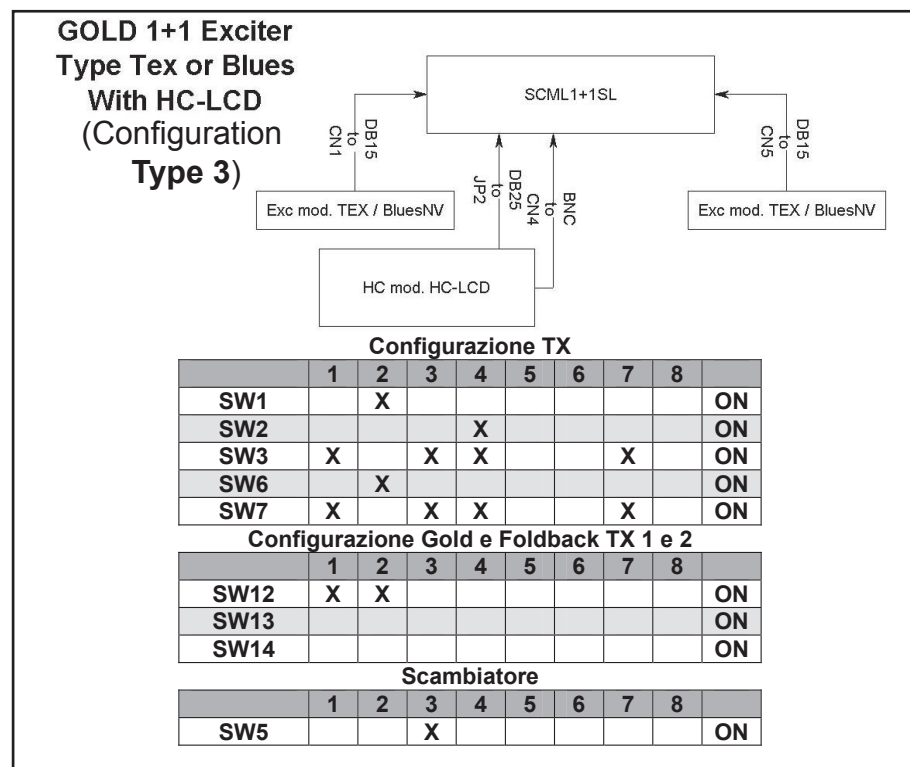 GOLD 1+1 Exciter
Type Tex or Blues
With HC-LCD
(Configuration
Type 3)
SCML1+1SL
DB15
to
CN1
DB25
to
JP2
BNC
to
CN4
DB15
to
CN5
Exc mod. TEX / BluesNV
Exc mod. TEX / BluesNV
HC mod. HC-LCD
Configurazione TX
1 2 3 4 5 6 7 8
SW1 X ON
SW2 X ON
SW3 X X X X ON
SW6 X ON
SW7 X X X X ON
Configurazione Gold e Foldback TX 1 e 2
1 2 3 4 5 6 7 8
SW12 X X ON
SW13 ON
SW14 ON
Scambiatore
1 2 3 4 5 6 7 8
SW5 X ON